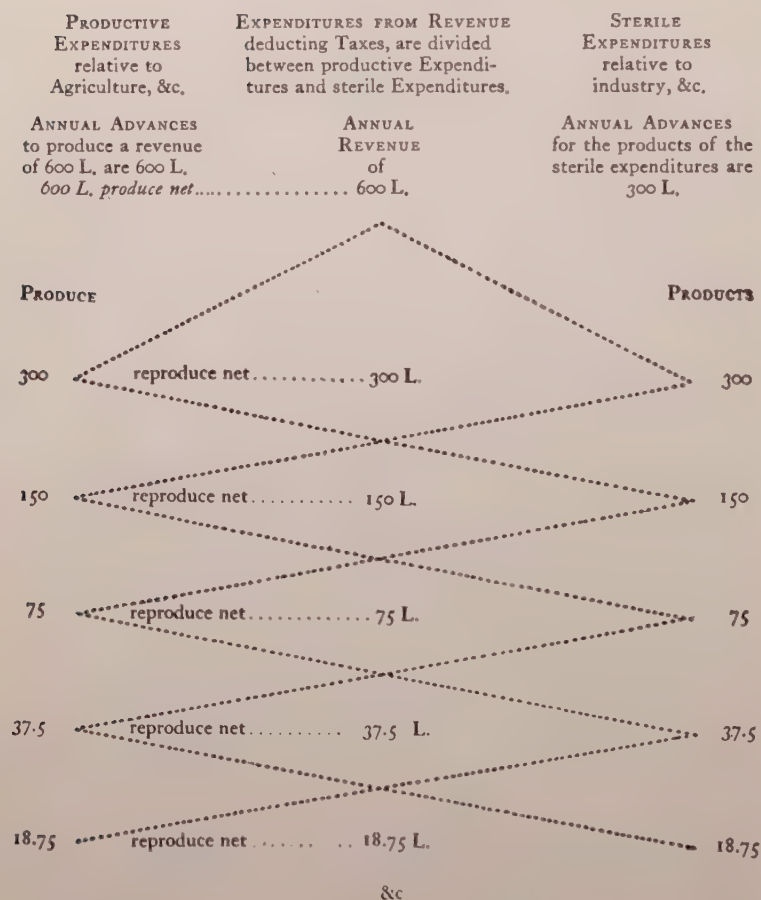 PRODUCTIVE
EXPENDITURES
relative to
Agriculture, &c.
EXPENDITURES FROM REVENUE
deducting Taxes, are divided
between productive Expendi-
tures and sterile Expenditures.
STERILE
EXPENDITURES
relative to
industry, &c.
ANNUAL ADVANCES
to produce a revenue
of 600 L. are 600 L.
600 L. produce net................
ANNUAL
REVENUE
of
600 L.
ANNUAL ADVANCES
for the products of the
sterile expenditures are
300 L.
PRODUCE
PRODUCTS
300 reproduce net............300 L. 300
150 reproduce net........... 150 L. 150
75 reproduce net............75 L. 75
37·5 reproduce net.......... 37·5 L. 37·5
18.75 reproduce net...... ..18.75 L. 18.75
&c